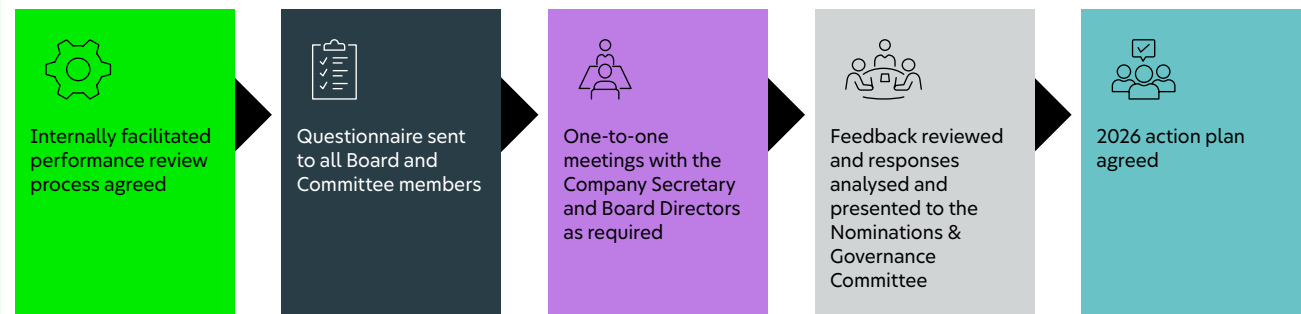 Internally facilitated
performance review
process agreed
Questionnaire sent
to all Board and
Committee members
One-to-one
meetings with the
Company Secretary
and Board Directors
as required
Feedback reviewed
and responses
analysed and
presented to the
Nominations &
Governance
Committee
2026 action plan
agreed